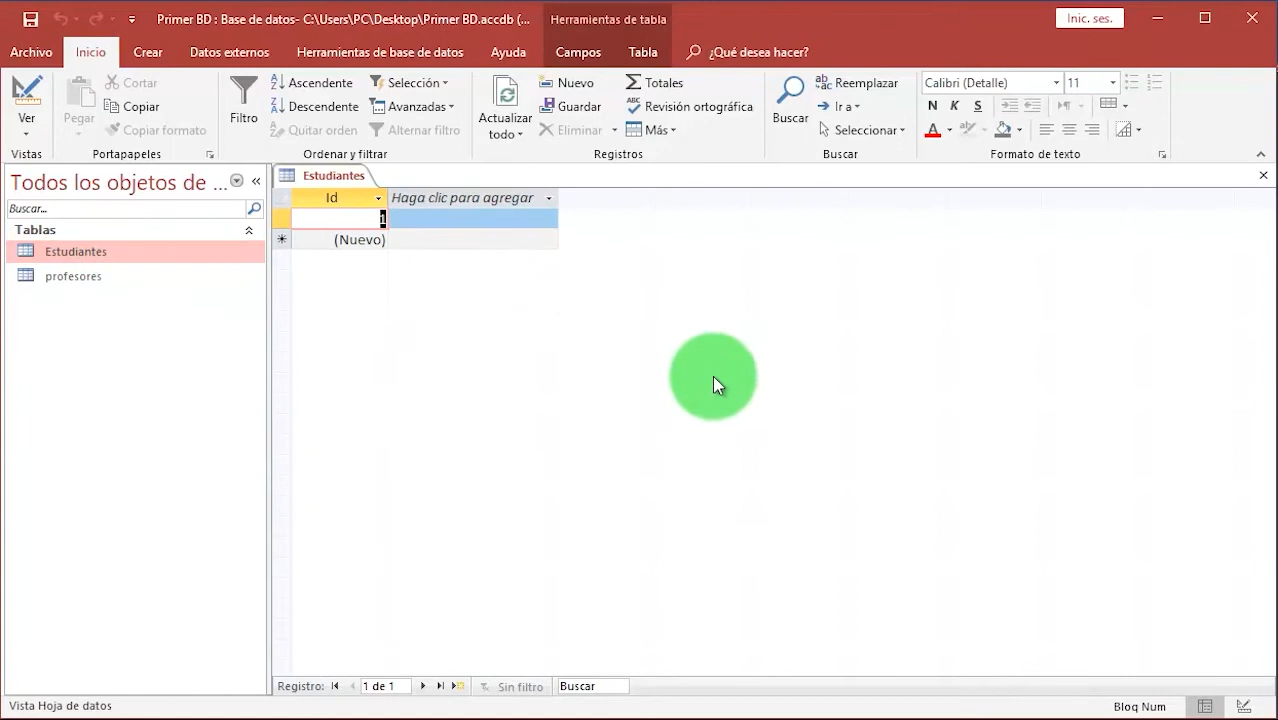 Primer BD : Base de datos- C:\Users\PC\Desktop\Primer BD.accdb (...
Herramientas de tabla
Inic. ses.
Archivo Inicio Crear Datos externos Herramientas de base de datos Ayuda Campos Tabla ¿Qué desea hacer?
Ver
Vistas
Pegar
Cortar
Copiar
Copiar formato
Portapapeles
Filtro
Ascendente
Descendente
Quitar orden
Selección
Avanzadas
Alternar filtro
Ordenar y filtrar
Actualizar
todo
Nuevo
Guardar
Eliminar
Totales
Revisión ortográfica
Más
Registros
Buscar
Reemplazar
Ir a
Seleccionar
Buscar
Calibri (Detalle) 11
N K S
A
Formato de texto
Todos los objetos de ...
Buscar...
Tablas
Estudiantes
profesores
Estudiantes
Id Haga clic para agregar
1
(Nuevo)
Registro: 1 de 1 Sin filtro Buscar
Vista Hoja de datos
Bloq Num